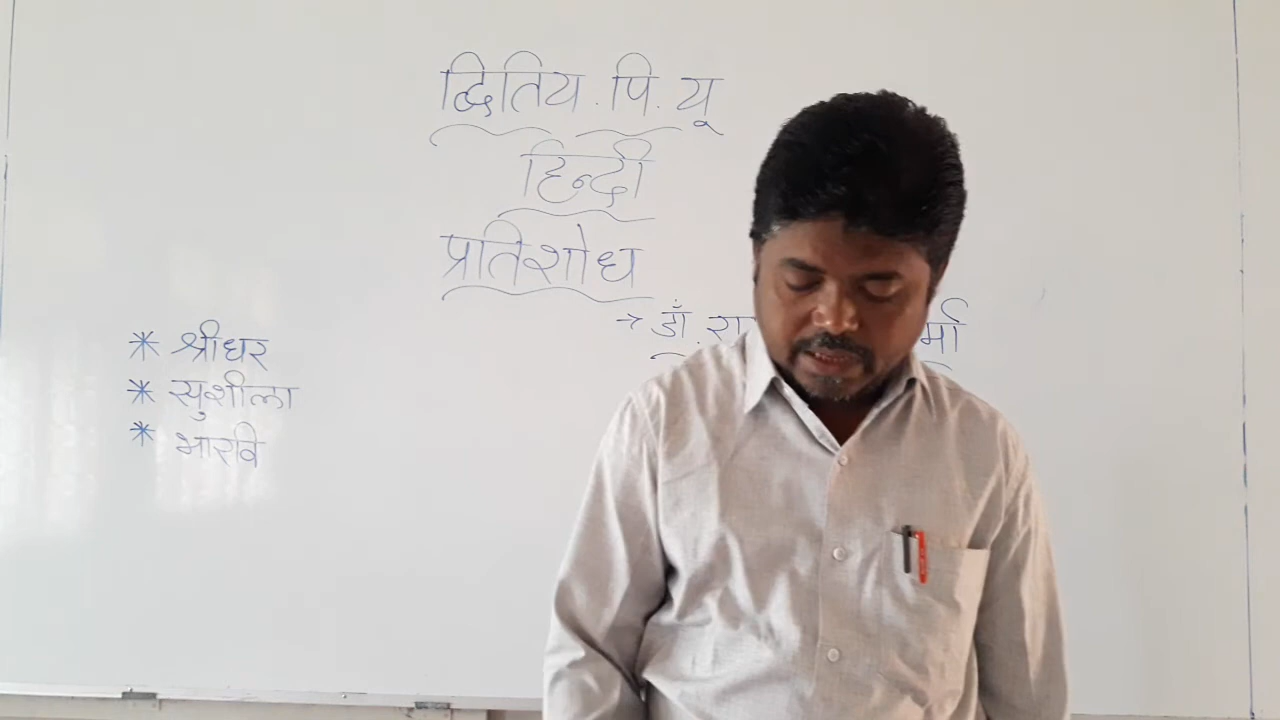 द्वितिय. पि. यू
हिन्दी
प्रतिशोध
→ डॉ. रा र्मा
* श्रीधर
* सुशीला
* भारवि